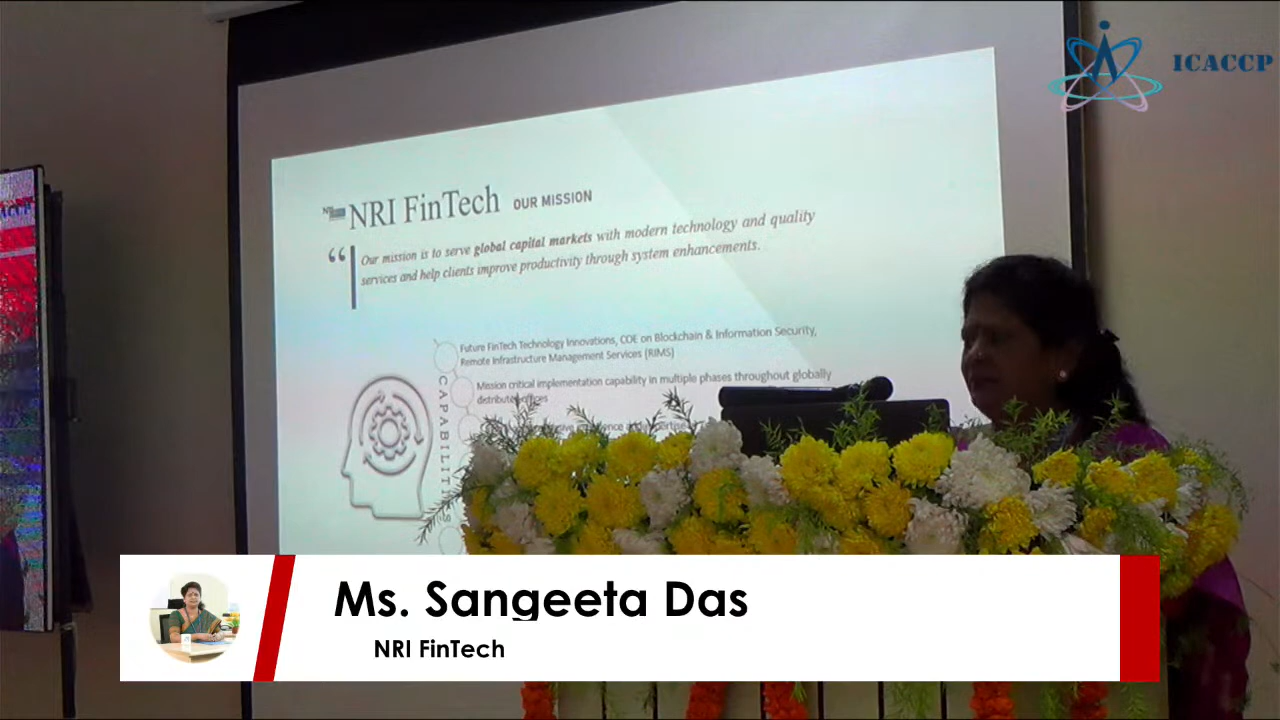 ICACCP
NRI FinTech OUR MISSION
“ Our mission is to serve global capital markets with modern technology and quality
services and help clients improve productivity through system enhancements.
Future FinTech Technology Innovations, COE on Blockchain & Information Security,
Remote Infrastructure Management Services (RIMS)
Mission critical implementation capability in multiple phases throughout globally
distributed offices
Ms. Sangeeta Das
NRI FinTech